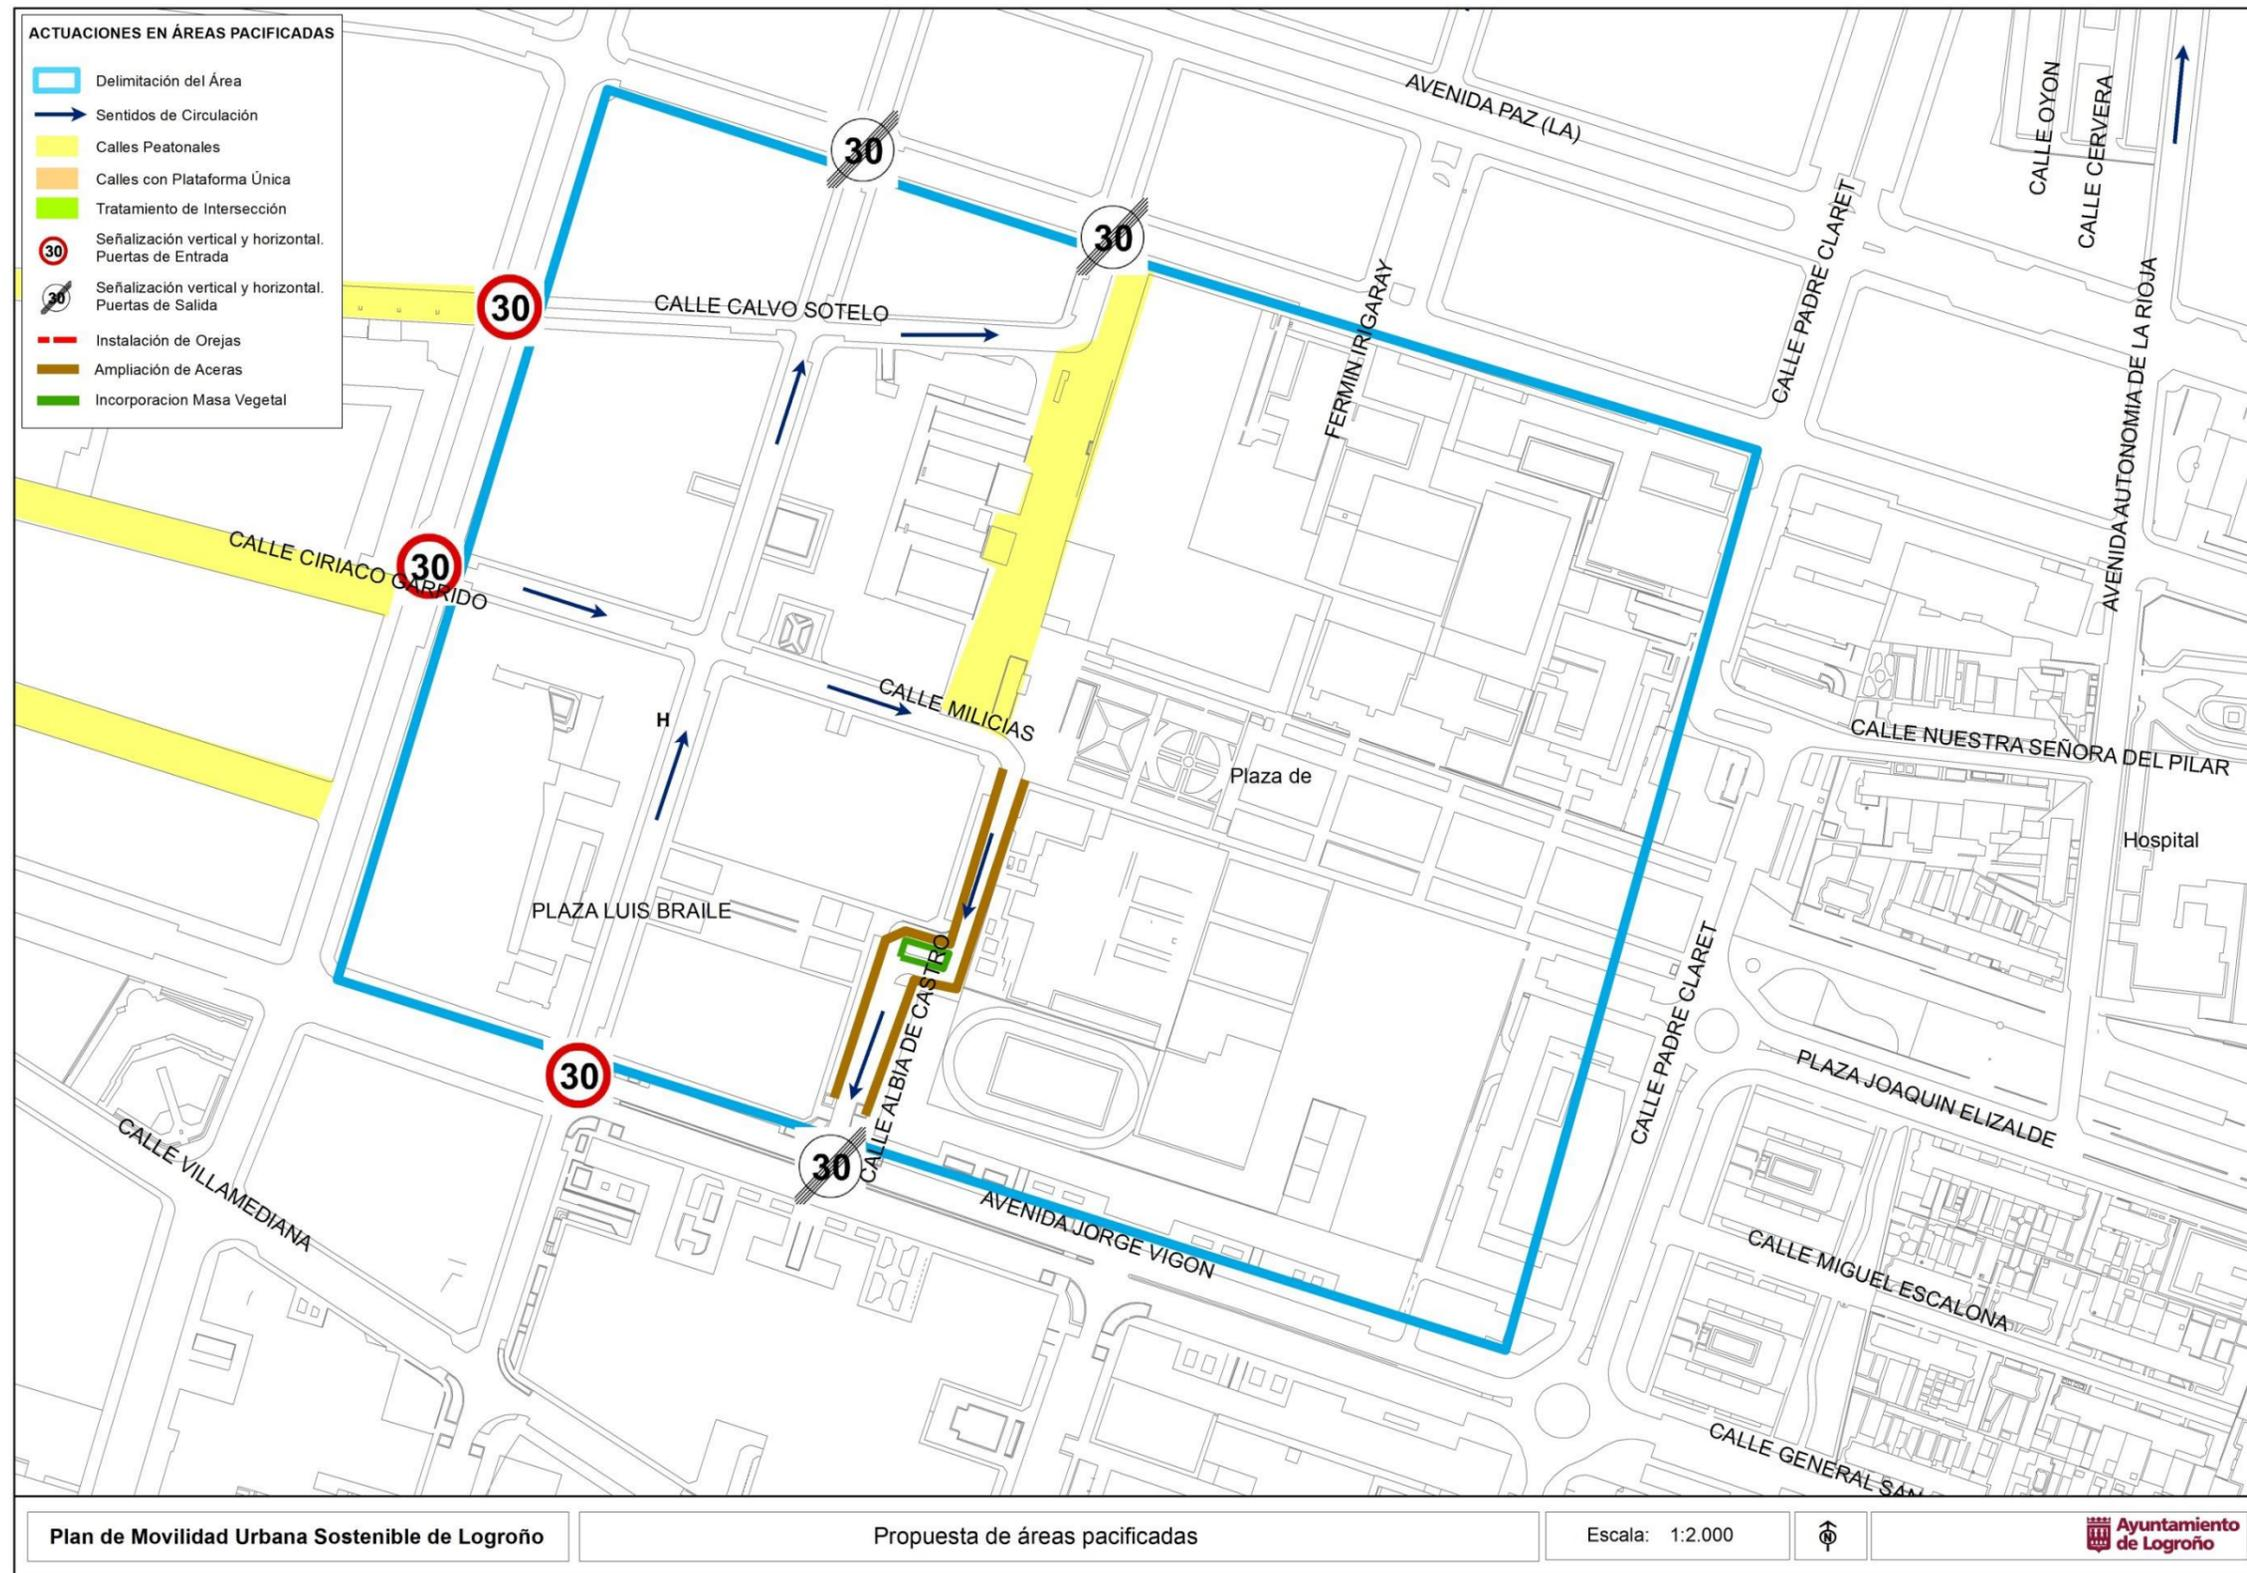 ACTUACIONES EN ÁREAS PACIFICADAS
Delimitación del Área
Sentidos de Circulación
Calles Peatonales
Calles con Plataforma Única
Tratamiento de Intersección
30
Señalización vertical y horizontal.
Puertas de Entrada
30
Señalización vertical y horizontal.
Puertas de Salida
Instalación de Orejas
Ampliación de Aceras
Incorporacion Masa Vegetal
AVENIDA PAZ (LA)
CALLE OYON
CALLE CERVERA
30
30
CALLE PADRE CLARET
AVENIDA AUTONOMIA DE LA RIOJA
30
CALLE CALVO SOTELO
FERMIN IRIGARAY
30
CALLE CIRIACO GARRIDO
CALLE MILICIAS
H
Plaza de
CALLE NUESTRA SEÑORA DEL PILAR
Hospital
PLAZA LUIS BRAILE
CALLE ALBIA DE CASTRO
CALLE PADRE CLARET
30
PLAZA JOAQUIN ELIZALDE
CALLE VILLAMEDIANA
30
AVENIDA JORGE VIGON
CALLE MIGUEL ESCALONA
CALLE GENERAL SAN
Plan de Movilidad Urbana Sostenible de Logroño
Propuesta de áreas pacificadas
Escala: 1:2.000
N
Ayuntamiento
de Logroño